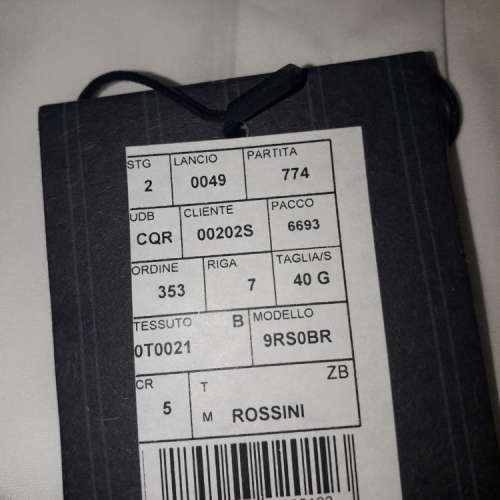 STG LANCIO PARTITA
2 0049 774
UDB CLIENTE PACCO
CQR 00202S 6693
ORDINE RIGA TAGLIA/S
353 7 40 G
TESSUTO B MODELLO
0T0021 9RS0BR
CR T ZB
5 M ROSSINI